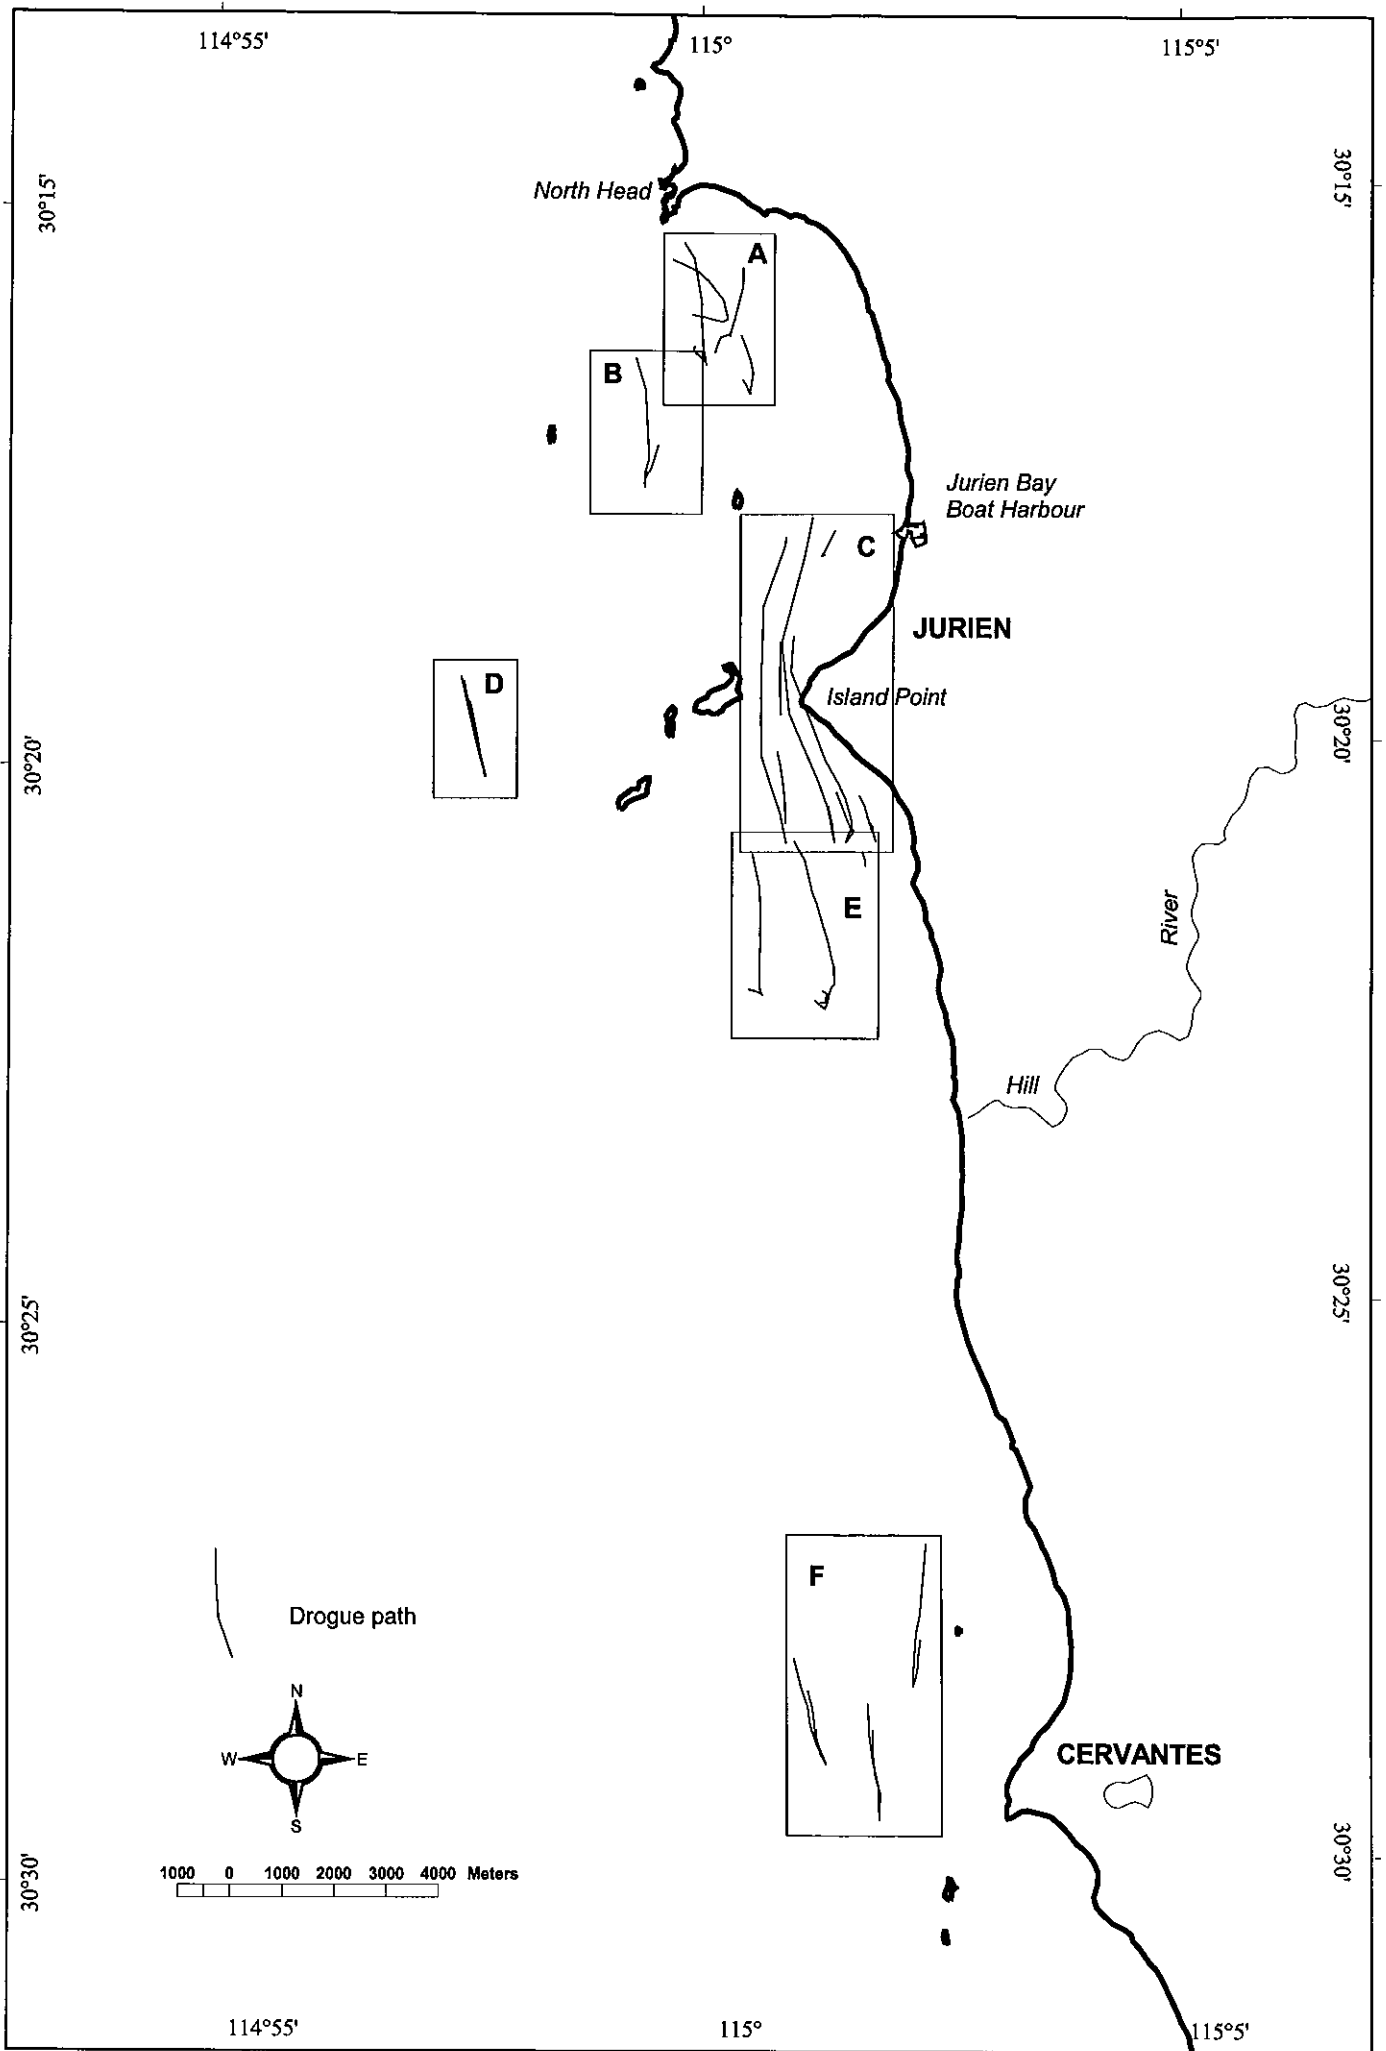 114°55'
115°
115°5'
30°15'
30°15'
North Head
A
B
Jurien Bay
Boat Harbour
C
JURIEN
D
Island Point
30°20'
30°20'
E
River
Hill
30°25'
30°25'
F
Drogue path
N
W
E
S
CERVANTES
1000 0 1000 2000 3000 4000 Meters
30°30'
30°30'
114°55'
115°
115°5'